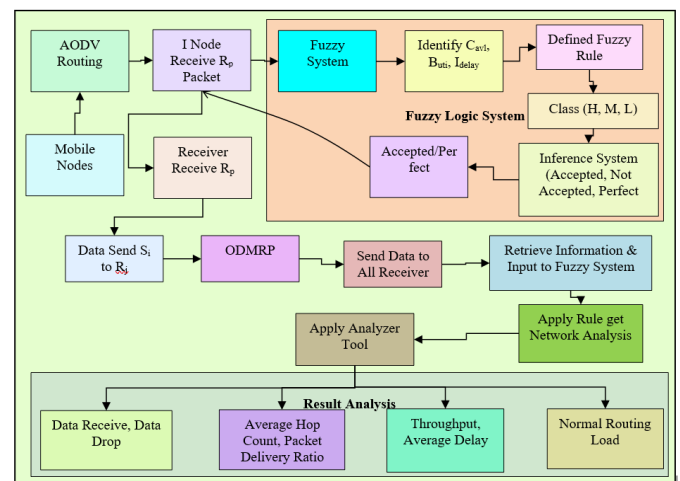 AODV
Routing
I Node
Receive Rp
Packet
Fuzzy
System
Identify Cavl,
Buti, Idelay
Defined Fuzzy
Rule
Fuzzy Logic System
Class (H, M, L)
Mobile
Nodes
Receiver
Receive Rp
Accepted/Per
fect
Inference System
(Accepted, Not
Accepted, Perfect
Data Send Si
to Ri
ODMRP
Send Data to
All Receiver
Retrieve Information &
Input to Fuzzy System
Apply Analyzer
Tool
Apply Rule get
Network Analysis
Result Analysis
Data Receive, Data
Drop
Average Hop
Count, Packet
Delivery Ratio
Throughput,
Average Delay
Normal Routing
Load